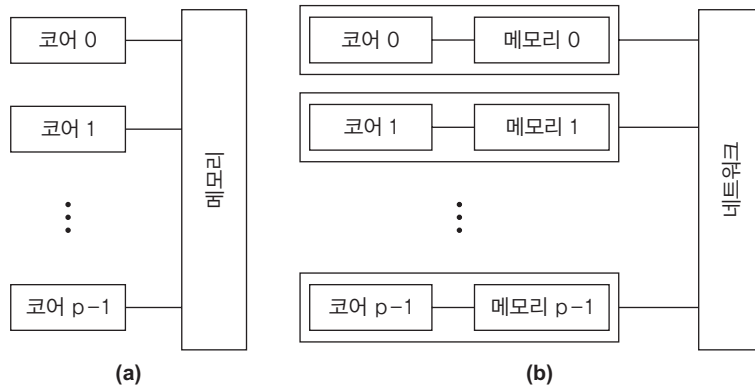 코어 0
코어 1
코어 p-1
메모리
(a)
코어 0 메모리 0
코어 1 메모리 1
코어 p-1 메모리 p-1
네트워크
(b)